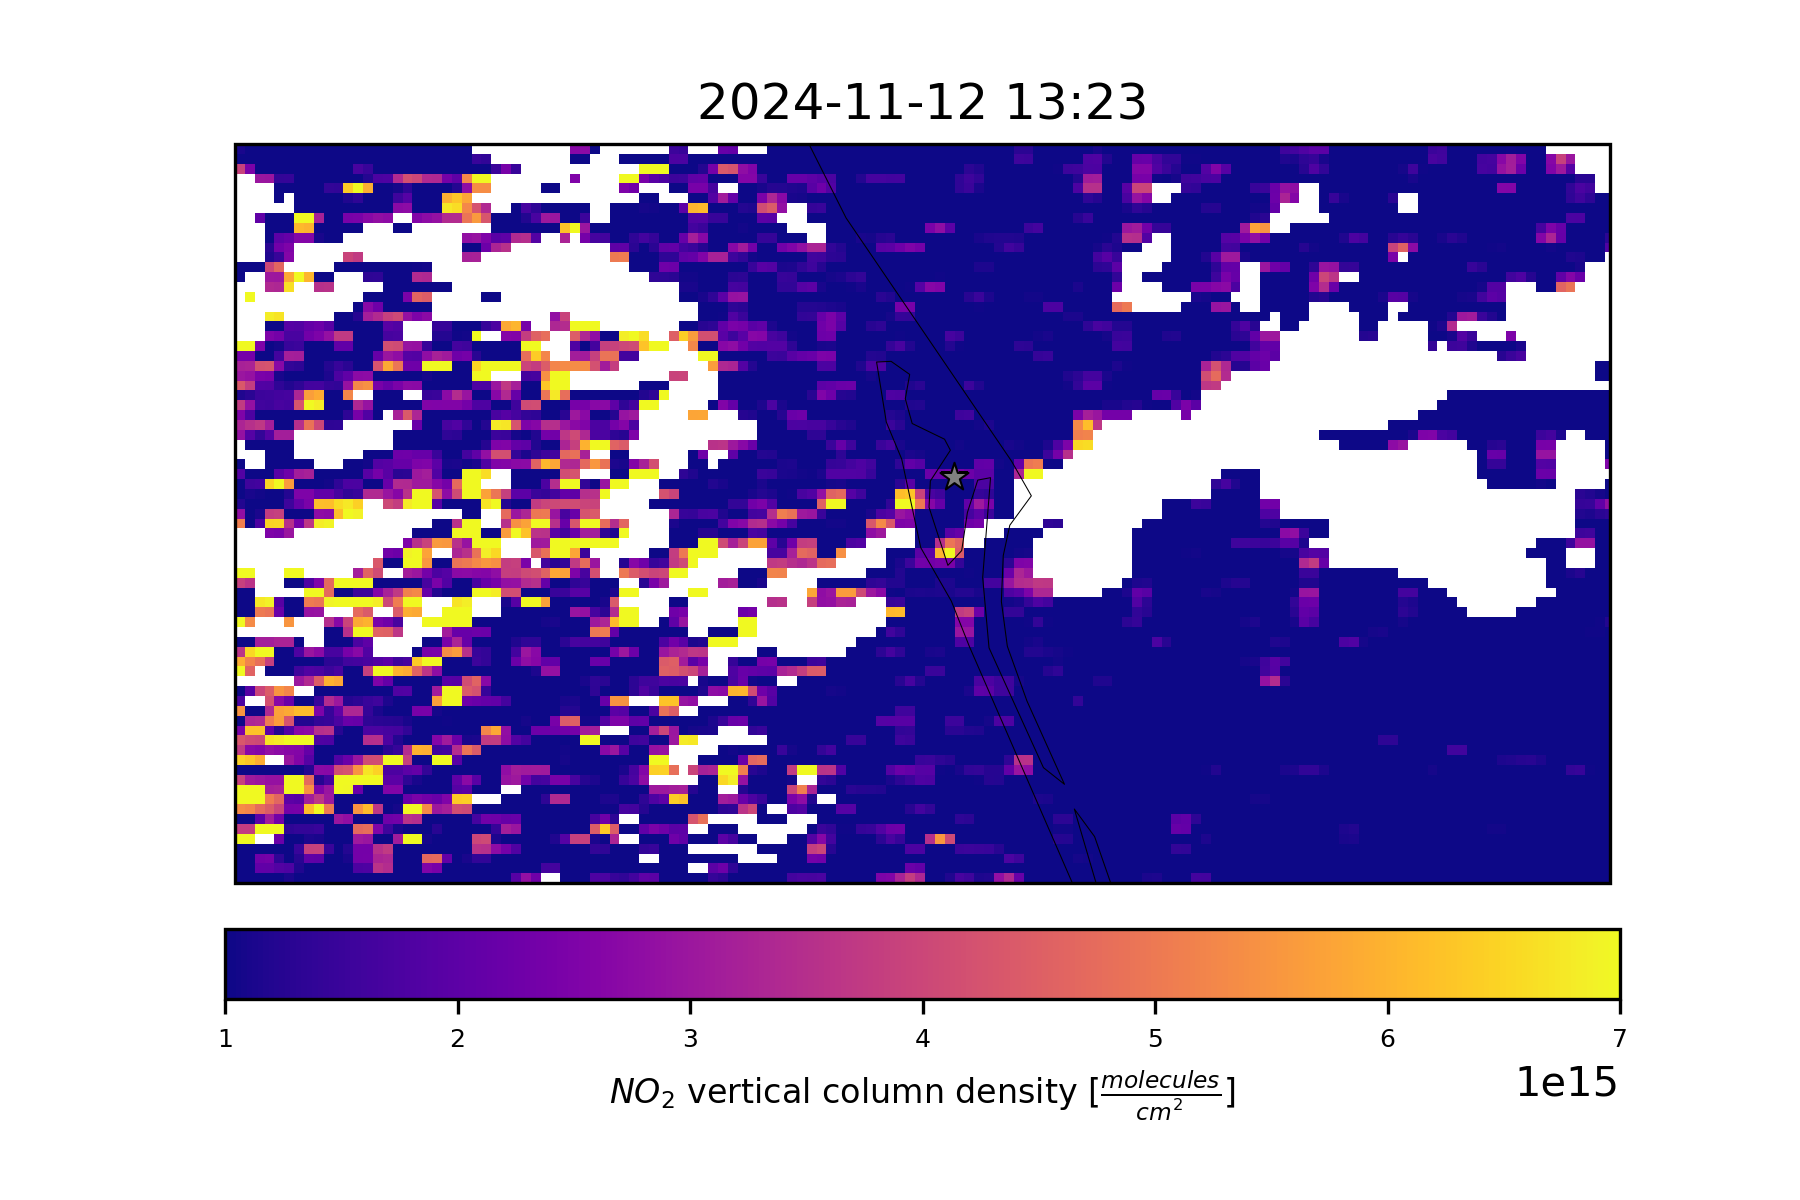 2024-11-12 13:23
1 2 3 4 5 6 7
1e15
NO₂ vertical column density [molecules/cm²]